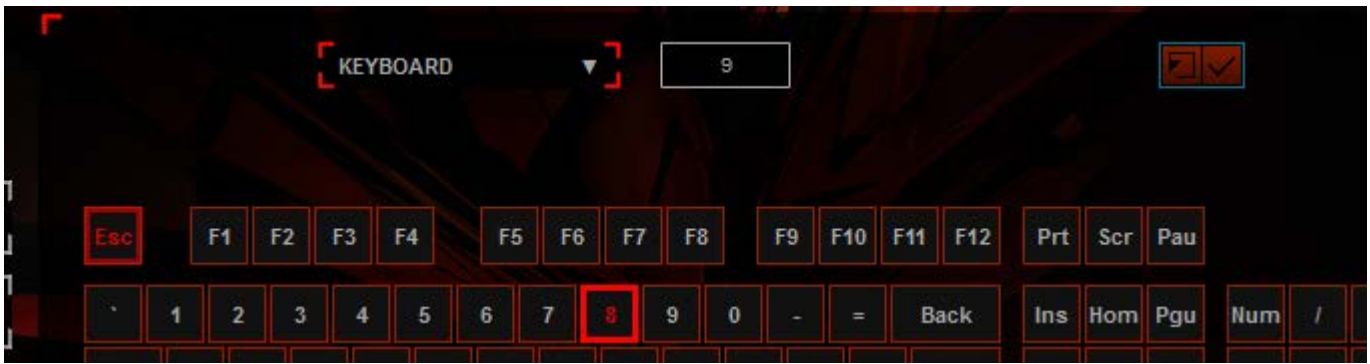 KEYBOARD ▼ 9
Esc F1 F2 F3 F4 F5 F6 F7 F8 F9 F10 F11 F12 Prt Scr Pau
` 1 2 3 4 5 6 7 8 9 0 - = Back Ins Hom Pgu Num /